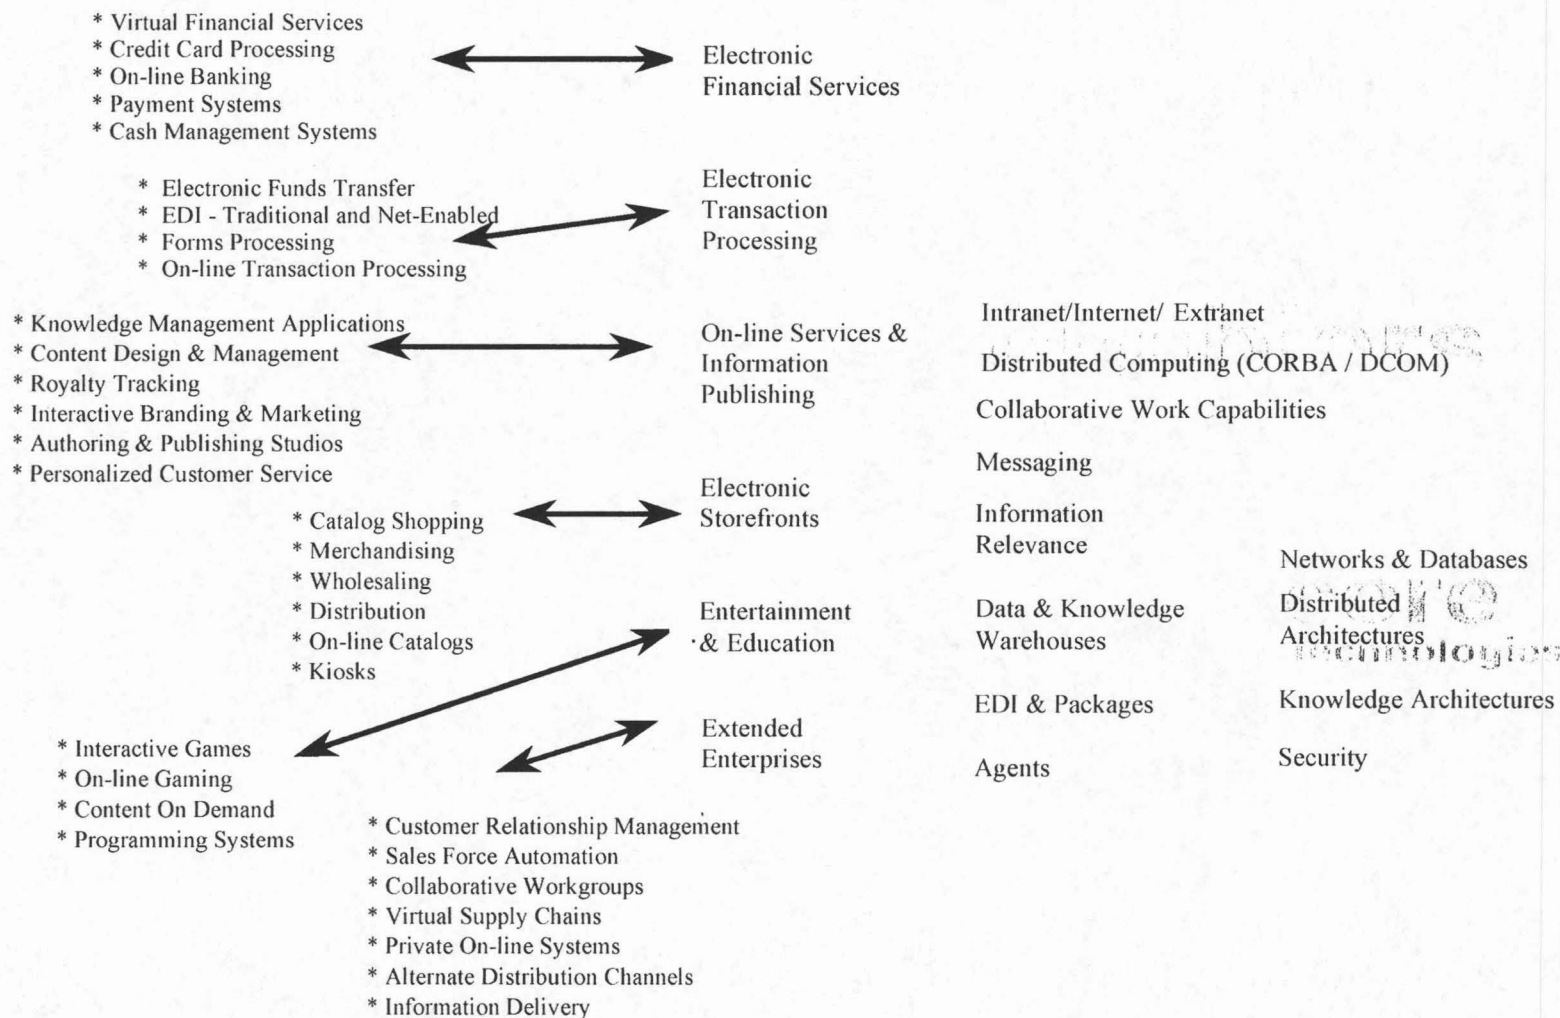 * Virtual Financial Services
* Credit Card Processing
* On-line Banking
* Payment Systems
* Cash Management Systems
Electronic
Financial Services
* Electronic Funds Transfer
* EDI - Traditional and Net-Enabled
* Forms Processing
* On-line Transaction Processing
Electronic
Transaction
Processing
* Knowledge Management Applications
* Content Design & Management
* Royalty Tracking
* Interactive Branding & Marketing
* Authoring & Publishing Studios
* Personalized Customer Service
On-line Services &
Information
Publishing
* Catalog Shopping
* Merchandising
* Wholesaling
* Distribution
* On-line Catalogs
* Kiosks
Electronic
Storefronts
* Interactive Games
* On-line Gaming
* Content On Demand
* Programming Systems
Entertainment
& Education
* Customer Relationship Management
* Sales Force Automation
* Collaborative Workgroups
* Virtual Supply Chains
* Private On-line Systems
* Alternate Distribution Channels
* Information Delivery
Extended
Enterprises
Intranet/Internet/ Extranet
Distributed Computing (CORBA / DCOM)
Collaborative Work Capabilities
Messaging
Information
Relevance
Data & Knowledge
Warehouses
EDI & Packages
Agents
Networks & Databases
core
Distributed
Architectures
technologies
Knowledge Architectures
Security